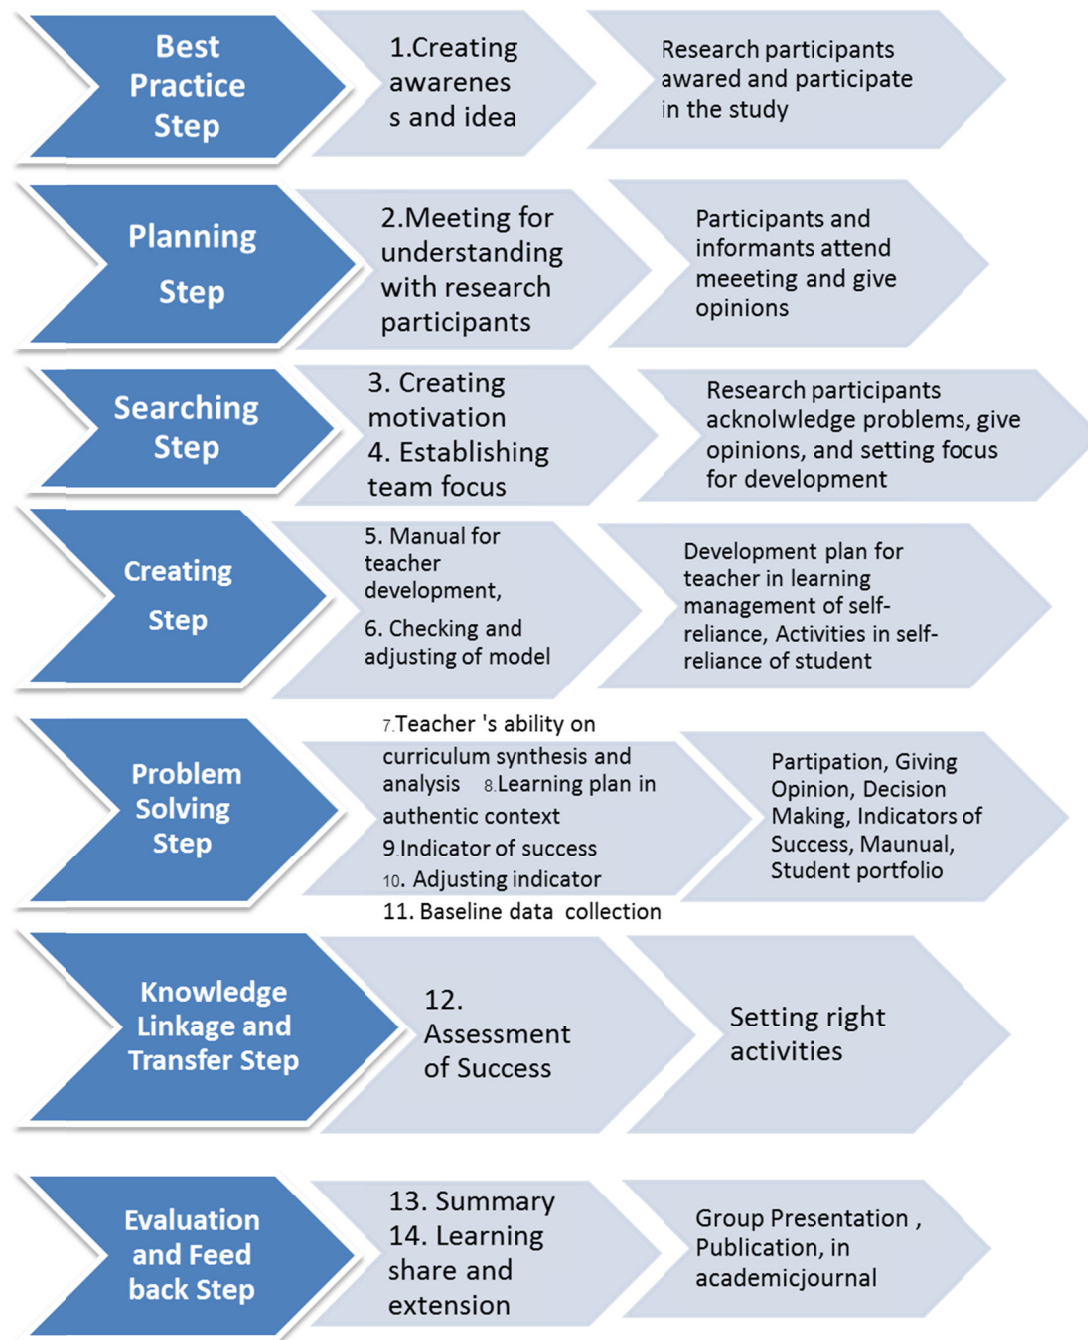 Best
Practice
Step
1.Creating
awarenes
s and idea
Research participants
awared and participate
in the study
Planning
Step
2.Meeting for
understanding
with research
participants
Participants and
informants attend
meeeting and give
opinions
Searching
Step
3. Creating
motivation
4. Establishing
team focus
Research participants
acknolwledge problems, give
opinions, and setting focus
for development
Creating
Step
5. Manual for
teacher
development,
6. Checking and
adjusting of model
Development plan for
teacher in learning
management of self-
reliance, Activities in self-
reliance of student
Problem
Solving
Step
7.Teacher 's ability on
curriculum synthesis and
analysis 8.Learning plan in
authentic context
9.Indicator of success
10. Adjusting indicator
11. Baseline data collection
Partipation, Giving
Opinion, Decision
Making, Indicators of
Success, Maunual,
Student portfolio
Knowledge
Linkage and
Transfer Step
12.
Assessment
of Success
Setting right
activities
Evaluation
and Feed
back Step
13. Summary
14. Learning
share and
extension
Group Presentation ,
Publication, in
academicjournal